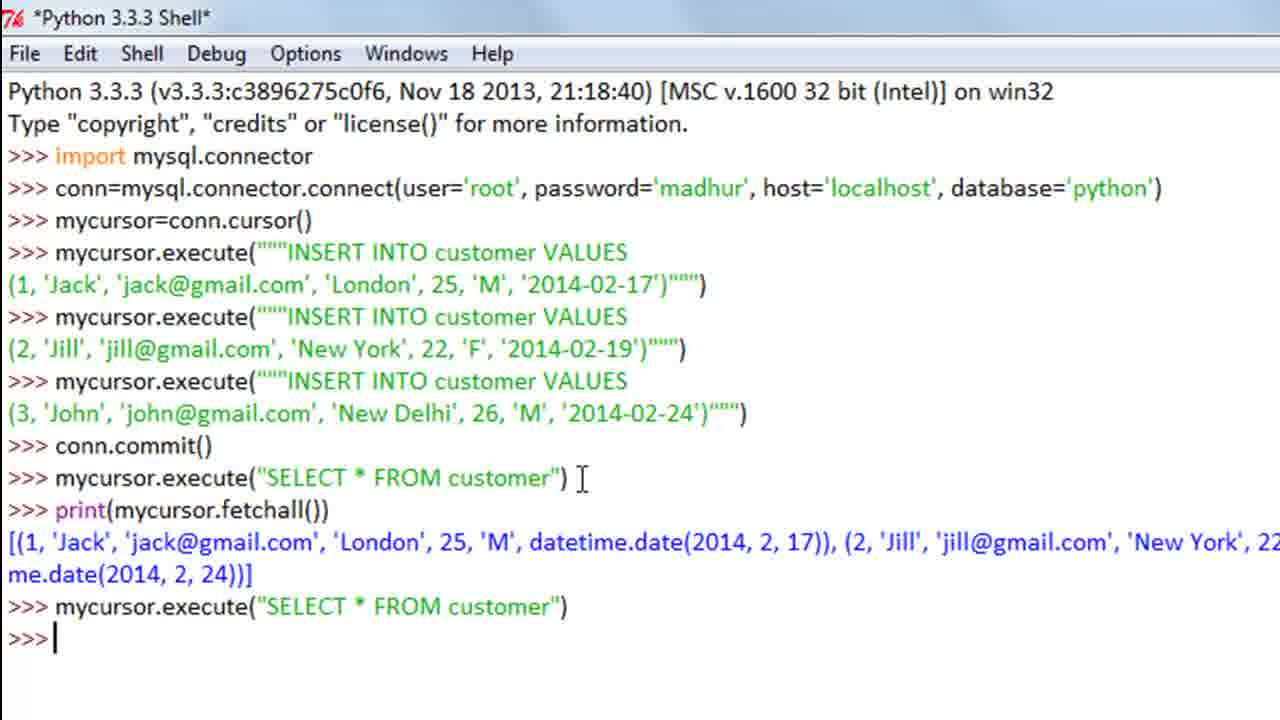 *Python 3.3.3 Shell*
File Edit Shell Debug Options Windows Help
Python 3.3.3 (v3.3.3:c3896275c0f6, Nov 18 2013, 21:18:40) [MSC v.1600 32 bit (Intel)] on win32
Type "copyright", "credits" or "license()" for more information.
>>> import mysql.connector
>>> conn=mysql.connector.connect(user='root', password='madhur', host='localhost', database='python')
>>> mycursor=conn.cursor()
>>> mycursor.execute("""INSERT INTO customer VALUES
(1, 'Jack', 'jack@gmail.com', 'London', 25, 'M', '2014-02-17')""")
>>> mycursor.execute("""INSERT INTO customer VALUES
(2, 'Jill', 'jill@gmail.com', 'New York', 22, 'F', '2014-02-19')""")
>>> mycursor.execute("""INSERT INTO customer VALUES
(3, 'John', 'john@gmail.com', 'New Delhi', 26, 'M', '2014-02-24')""")
>>> conn.commit()
>>> mycursor.execute("SELECT * FROM customer")
>>> print(mycursor.fetchall())
[(1, 'Jack', 'jack@gmail.com', 'London', 25, 'M', datetime.date(2014, 2, 17)), (2, 'Jill', 'jill@gmail.com', 'New York', 22
me.date(2014, 2, 24))]
>>> mycursor.execute("SELECT * FROM customer")
>>>